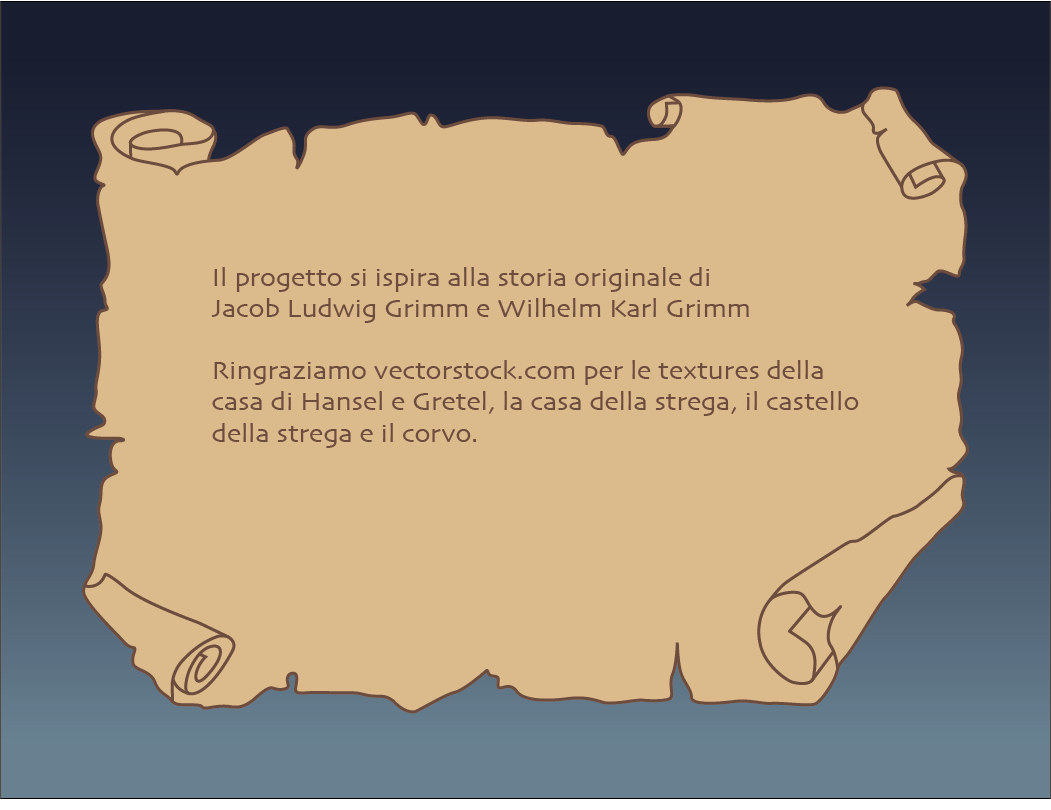 Il progetto si ispira alla storia originale di
Jacob Ludwig Grimm e Wilhelm Karl Grimm
Ringraziamo vectorstock.com per le textures della
casa di Hansel e Gretel, la casa della strega, il castello
della strega e il corvo.